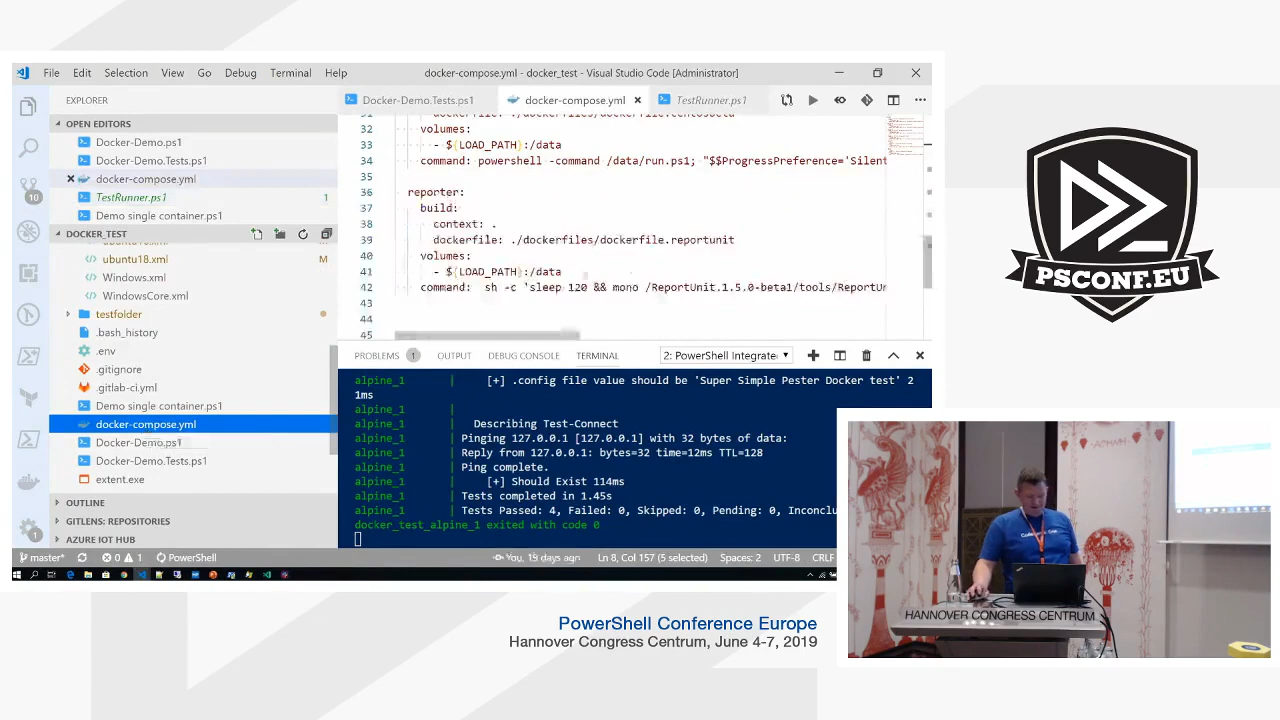 File Edit Selection View Go Debug Terminal Help
docker-compose.yml - docker_test - Visual Studio Code [Administrator]
EXPLORER
OPEN EDITORS
Docker-Demo.ps1
Docker-Demo.Tests
docker-compose.yml
TestRunner.ps1 1
Demo single container.ps1
10
DOCKER_TEST
ubuntu18.xml M
Windows.xml
WindowsCore.xml
testfolder
.bash_history
.env
.gitignore
.gitlab-ci.yml
Demo single container.ps1
docker-compose.yml
Docker-Demo.ps1
Docker-Demo.Tests.ps1
extent.exe
OUTLINE
GITLENS: REPOSITORIES
AZURE IOT HUB
1
Docker-Demo.Tests.ps1 docker-compose.yml TestRunner.ps1
31
32 volumes:
33 - ${LOAD_PATH}:/data
34 command: powershell -command /data/run.ps1; "$$ProgressPreference='Silent
35
36 reporter:
37 build:
38 context: .
39 dockerfile: ./dockerfiles/dockerfile.reportunit
40 volumes:
41 - ${LOAD_PATH}:/data
42 command: sh -c 'sleep 120 && mono /ReportUnit.1.5.0-beta1/tools/ReportUn
43
44
45
PROBLEMS 1 OUTPUT DEBUG CONSOLE TERMINAL 2: PowerShell Integrate
alpine_1 | [+] .config file value should be 'Super Simple Pester Docker test' 2
1ms
alpine_1 |
alpine_1 | Describing Test-Connect
alpine_1 | Pinging 127.0.0.1 [127.0.0.1] with 32 bytes of data:
alpine_1 | Reply from 127.0.0.1: bytes=32 time=12ms TTL=128
alpine_1 | Ping complete.
alpine_1 | [+] Should Exist 114ms
alpine_1 | Tests completed in 1.45s
alpine_1 | Tests Passed: 4, Failed: 0, Skipped: 0, Pending: 0, Inconclu
docker_test_alpine_1 exited with code 0
master* 0 1 PowerShell You, 19 days ago Ln 8, Col 157 (5 selected) Spaces: 2 UTF-8 CRLF
PSCONF.EU
HANNOVER CONGRESS CENTRUM
PowerShell Conference Europe
Hannover Congress Centrum, June 4-7, 2019